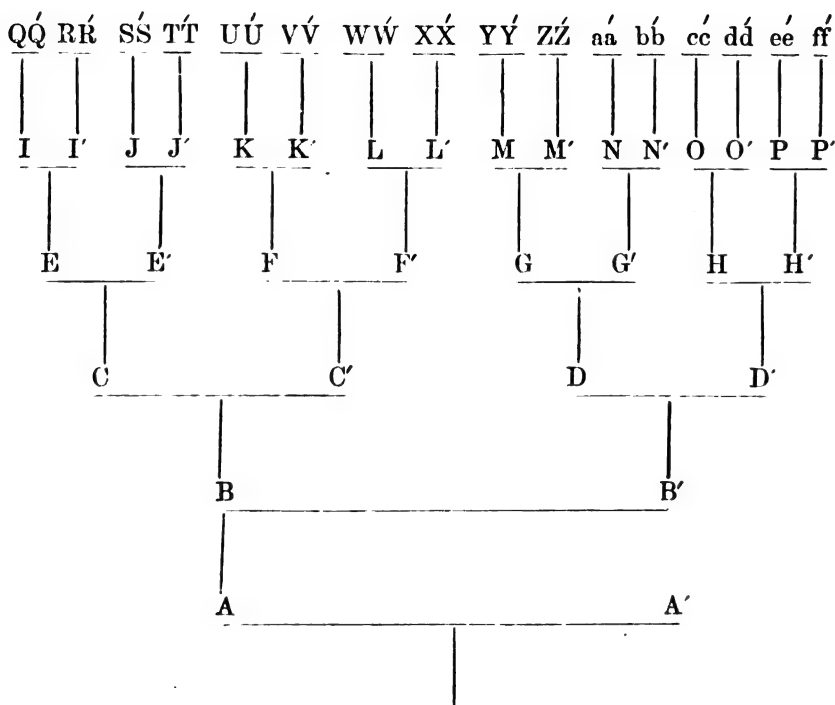 QQ́ RŔ SŚ TT́ UÚ VV́ WẂ XX́ YÝ ZŹ aá bb́ cć dd́ eé ff́
I I′ J J′ K K′ L L′ M M′ N N′ O O′ P P′
E E′ F F′ G G′ H H′
C C′ D D′
B B′
A A′